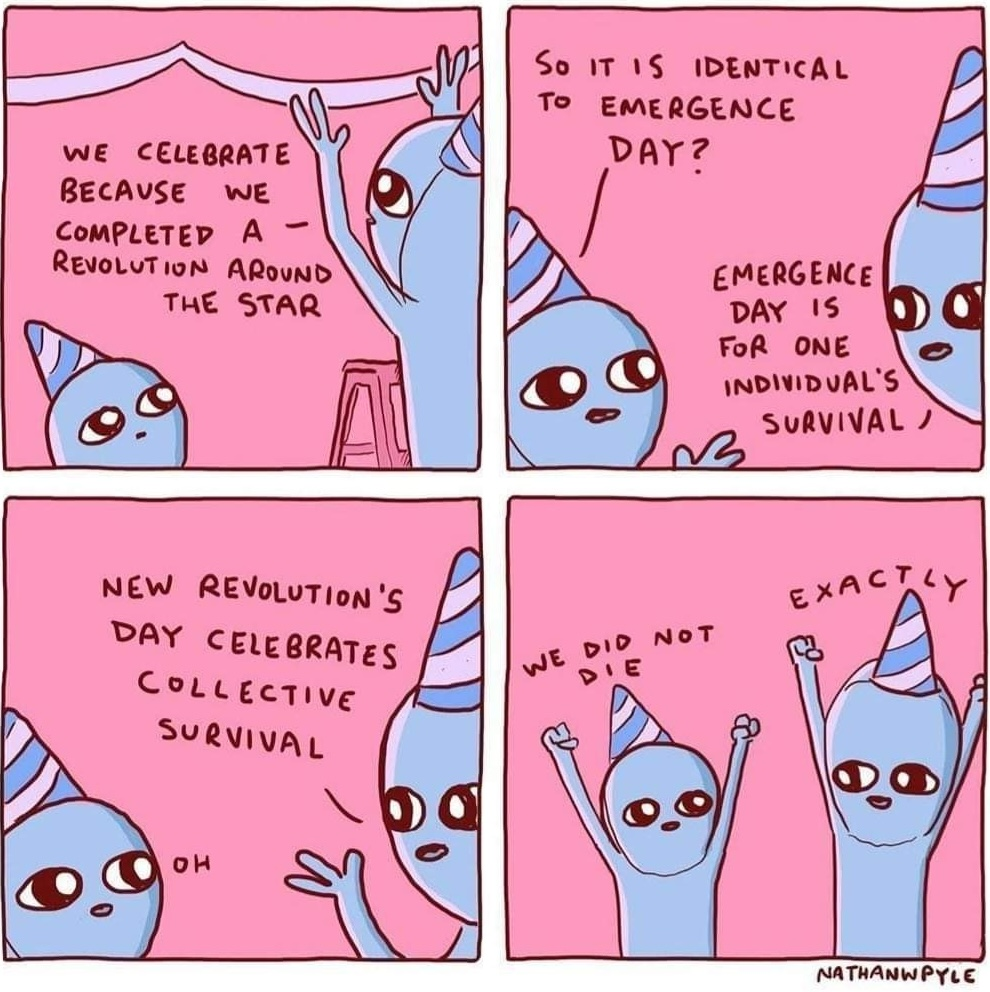 WE CELEBRATE
BECAUSE WE
COMPLETED A
REVOLUTION AROUND
THE STAR
SO IT IS IDENTICAL
TO EMERGENCE
DAY?
EMERGENCE
DAY IS
FOR ONE
INDIVIDUAL'S
SURVIVAL
NEW REVOLUTION'S
DAY CELEBRATES
COLLECTIVE
SURVIVAL
OH
WE DID NOT
DIE
EXACTLY
NATHANWPYLE